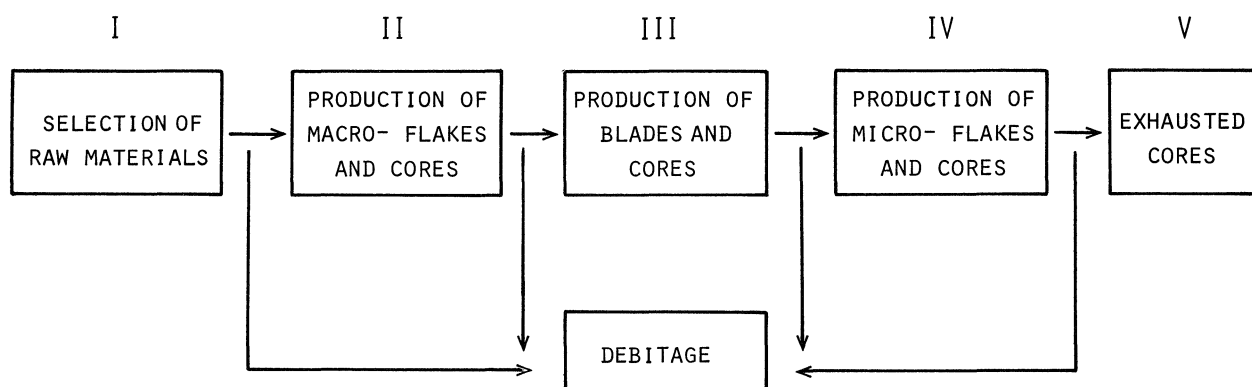 I
II
III
IV
V
SELECTION OF
RAW MATERIALS
PRODUCTION OF
MACRO- FLAKES
AND CORES
PRODUCTION OF
BLADES AND
CORES
PRODUCTION OF
MICRO- FLAKES
AND CORES
EXHAUSTED
CORES
DEBITAGE